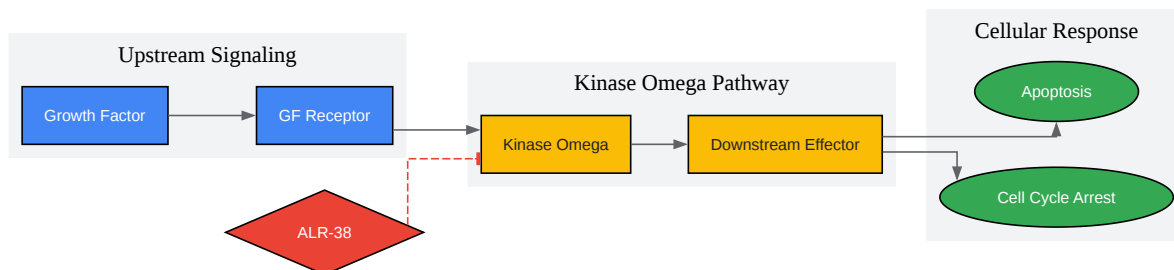 Upstream Signaling
Growth Factor
GF Receptor
ALR-38
Kinase Omega Pathway
Kinase Omega
Downstream Effector
Cellular Response
Apoptosis
Cell Cycle Arrest